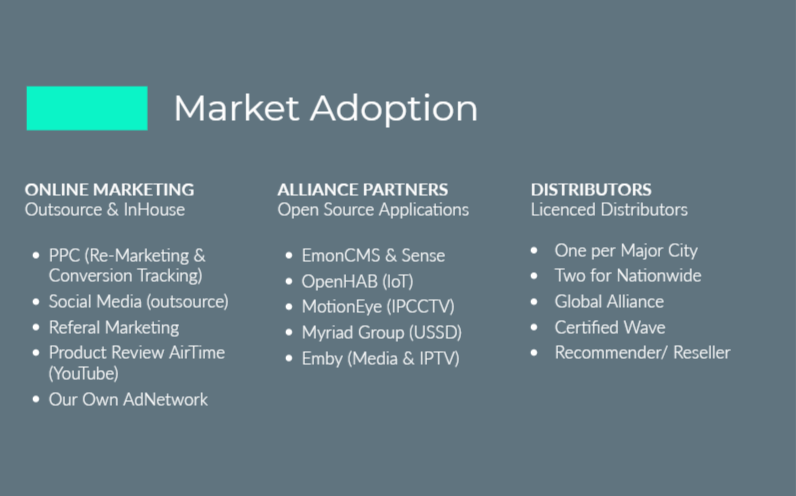 Market Adoption
ONLINE MARKETING
Outsource & InHouse
• PPC (Re-Marketing &
Conversion Tracking)
• Social Media (outsource)
• Referal Marketing
• Product Review AirTime
(YouTube)
• Our Own AdNetwork
ALLIANCE PARTNERS
Open Source Applications
• EmonCMS & Sense
• OpenHAB (IoT)
• MotionEye (IPCCTV)
• Myriad Group (USSD)
• Emby (Media & IPTV)
DISTRIBUTORS
Licenced Distributors
• One per Major City
• Two for Nationwide
• Global Alliance
• Certified Wave
• Recommender/ Reseller